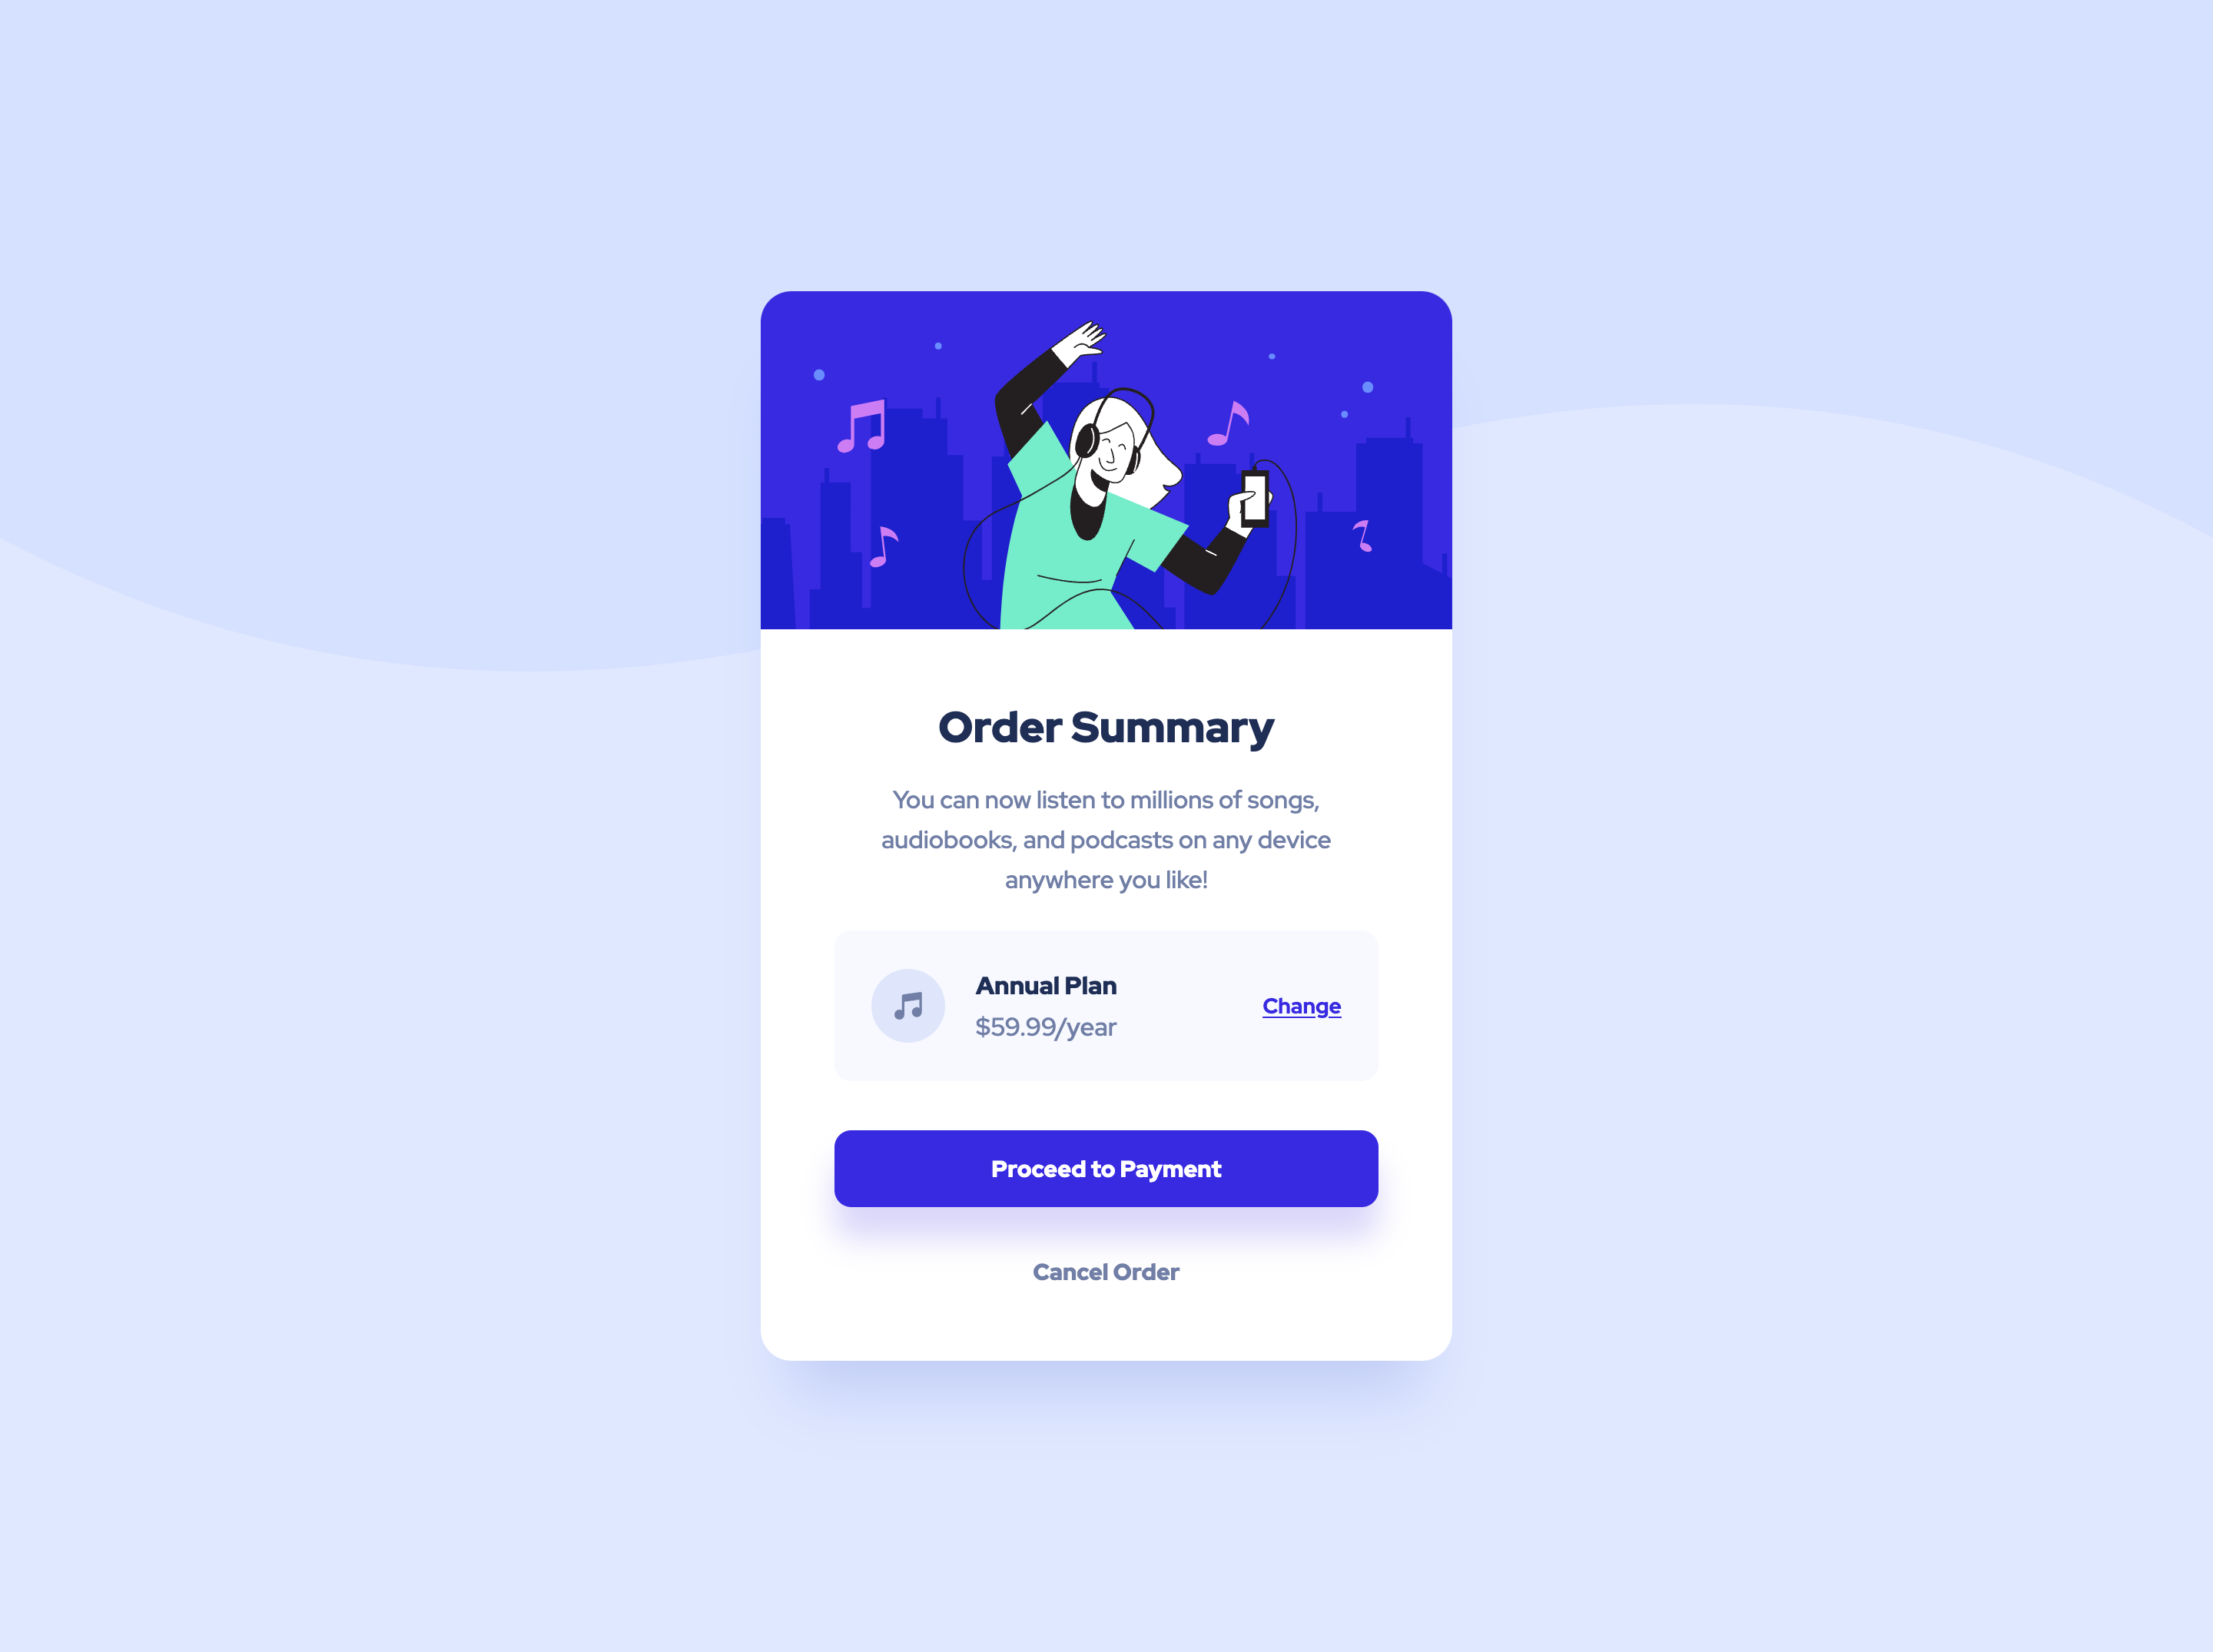 Order Summary
You can now listen to millions of songs,
audiobooks, and podcasts on any device
anywhere you like!
Annual Plan
$59.99/year
Change
Proceed to Payment
Cancel Order